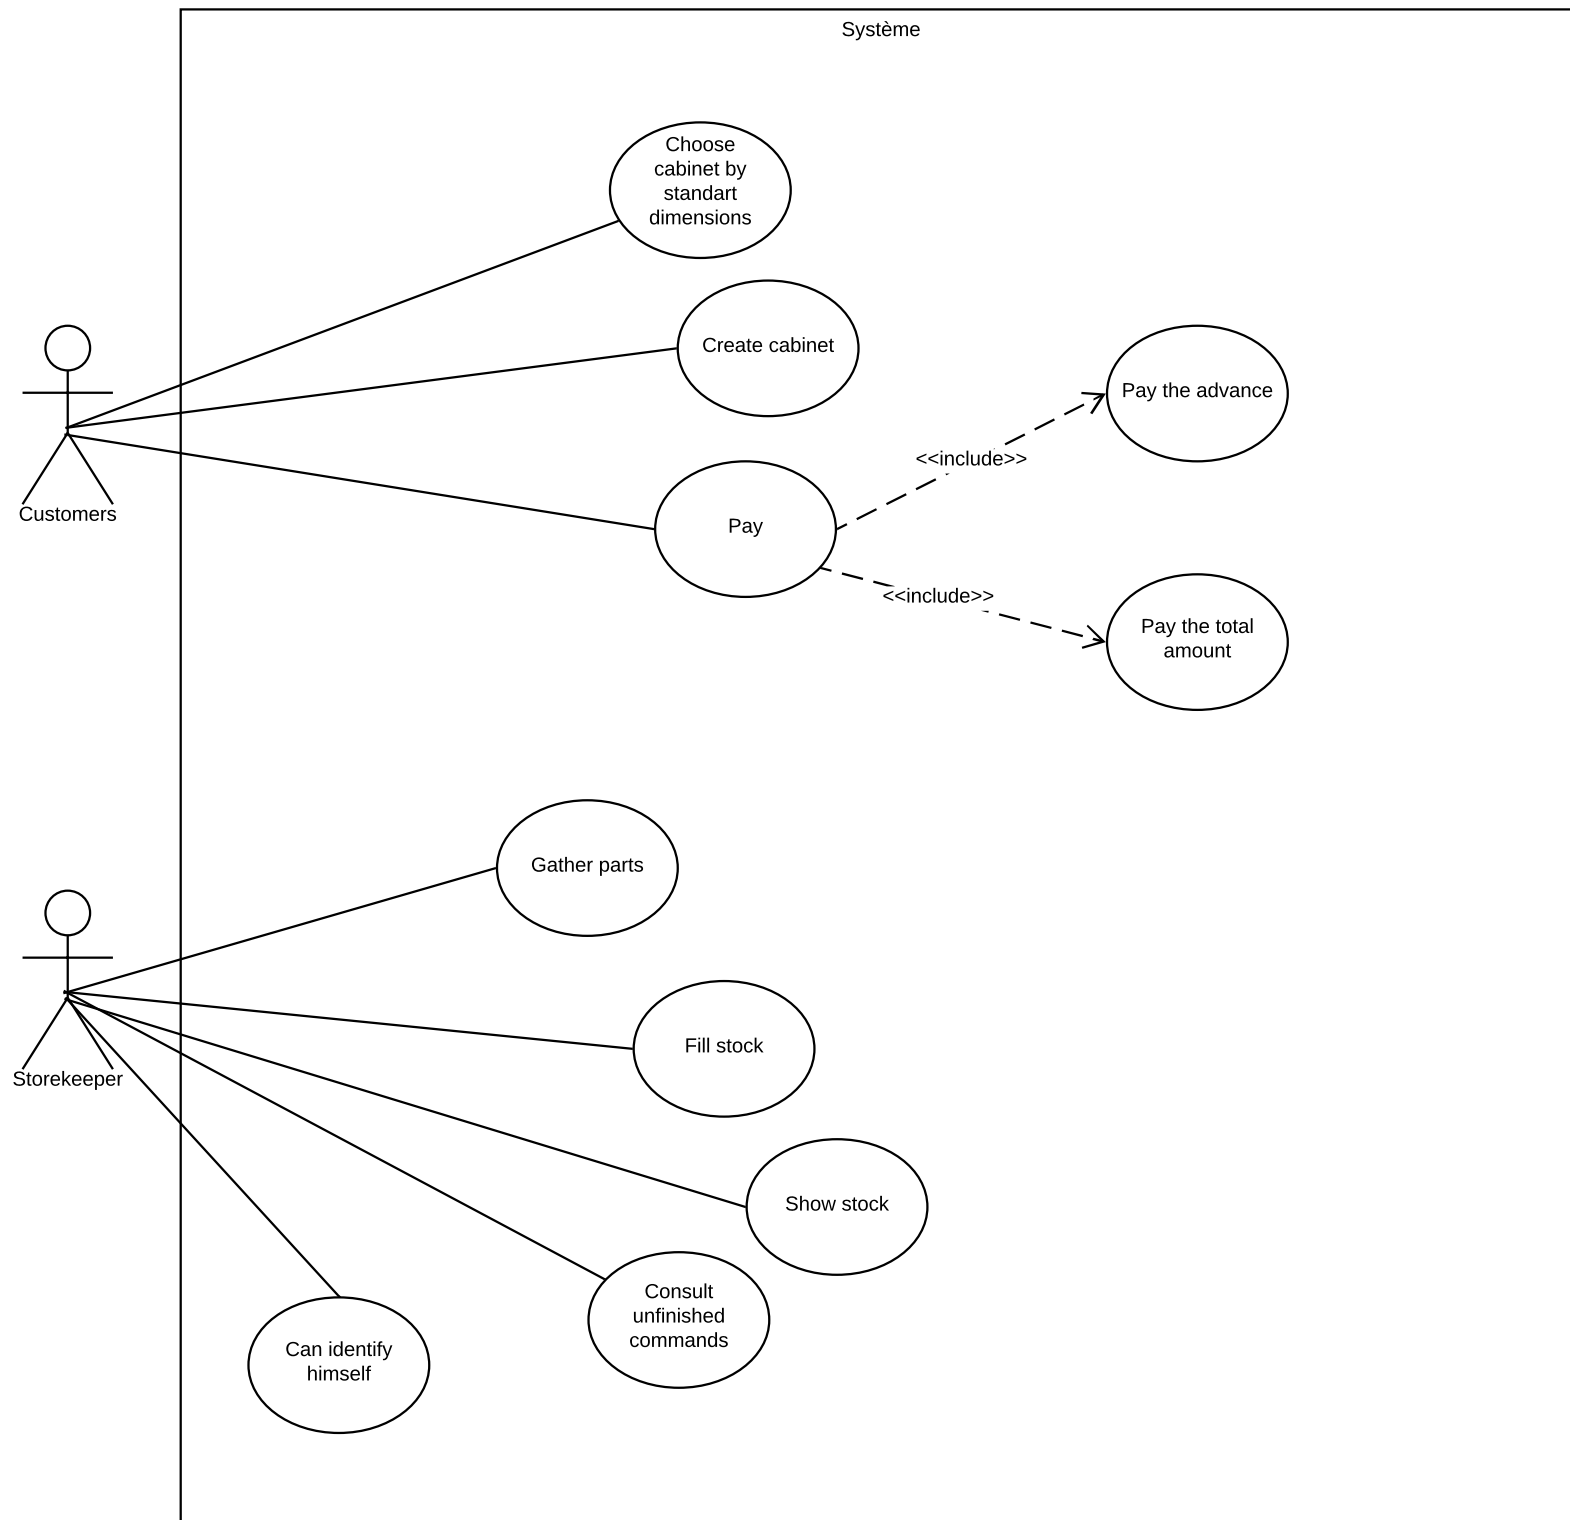 Système
Choose
cabinet by
standart
dimensions
Create cabinet
Pay the advance
<<include>>
Customers
Pay
<<include>>
Pay the total
amount
Gather parts
Fill stock
Storekeeper
Show stock
Consult
unfinished
commands
Can identify
himself